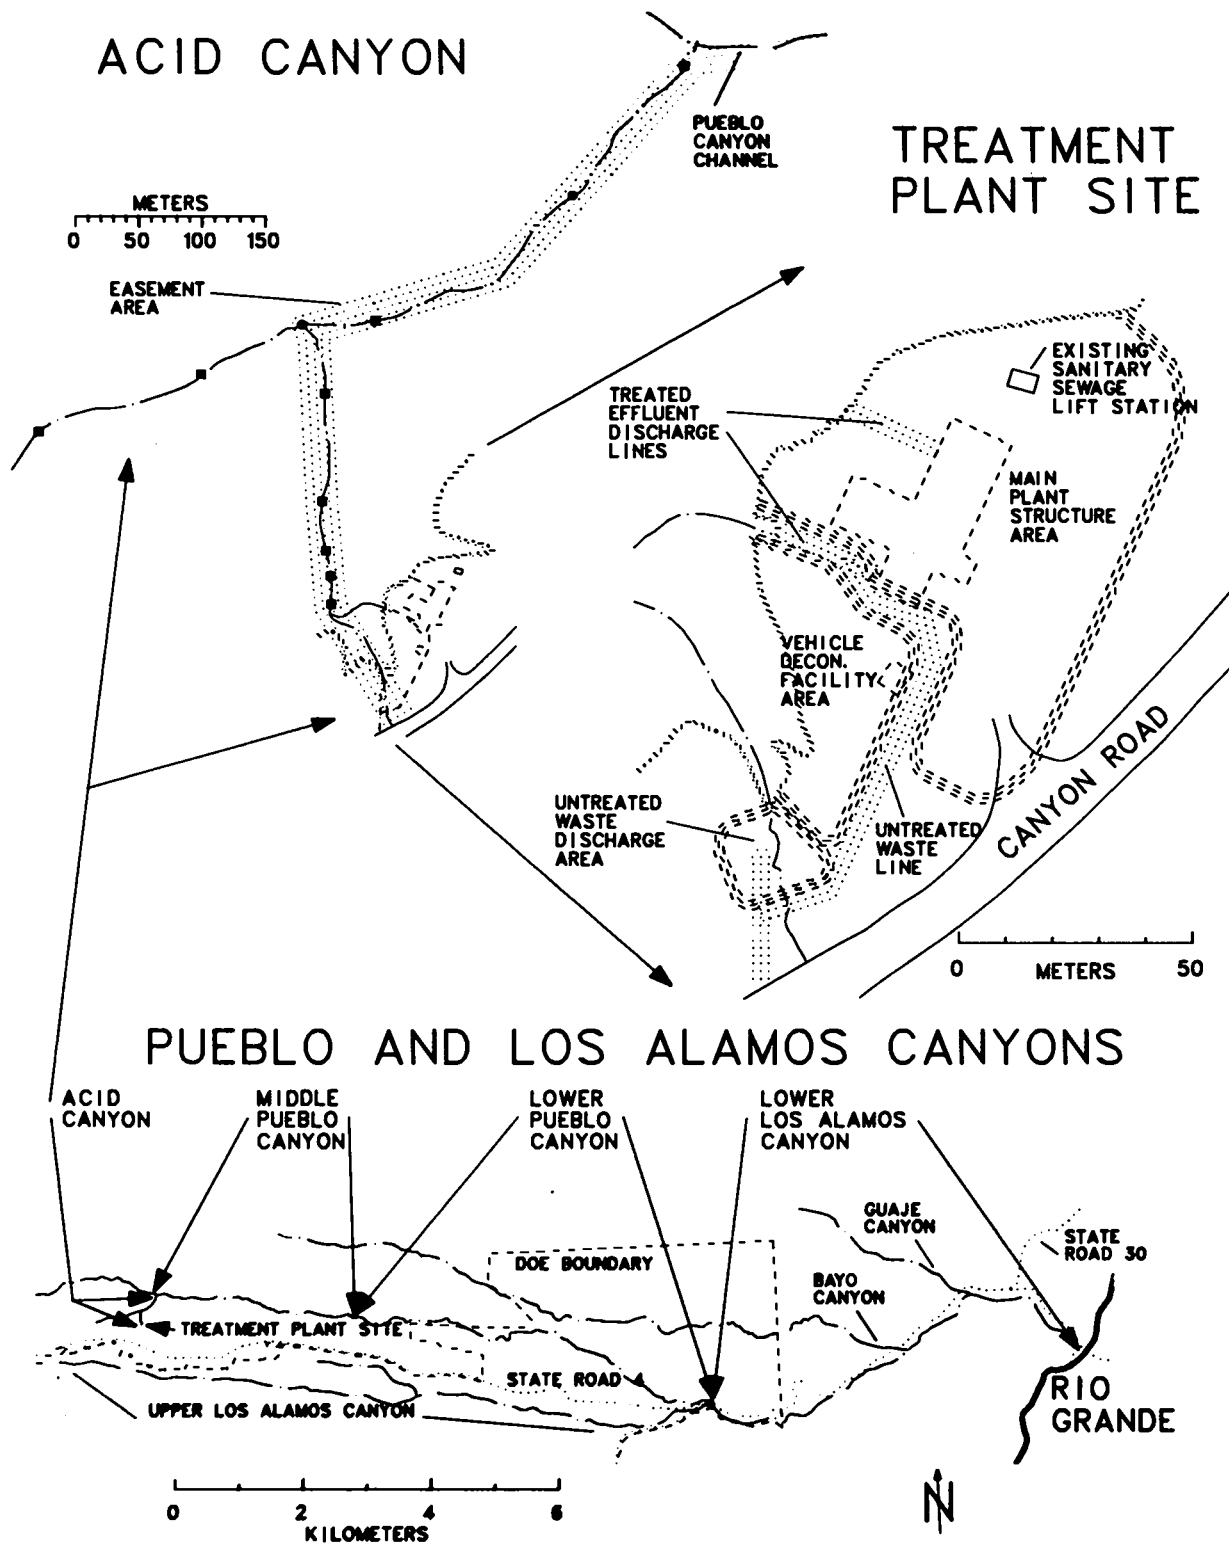 ACID CANYON
PUEBLO
CANYON
CHANNEL
TREATMENT
PLANT SITE
METERS
0 50 100 150
EASEMENT
AREA
EXISTING
SANITARY
SEWAGE
LIFT STATION
TREATED
EFFLUENT
DISCHARGE
LINES
MAIN
PLANT
STRUCTURE
AREA
VEHICLE
DECON.
FACILITY
AREA
UNTREATED
WASTE
DISCHARGE
AREA
UNTREATED
WASTE
LINE
CANYON ROAD
0 METERS 50
PUEBLO AND LOS ALAMOS CANYONS
ACID
CANYON
MIDDLE
PUEBLO
CANYON
LOWER
PUEBLO
CANYON
LOWER
LOS ALAMOS
CANYON
GUAJE
CANYON
STATE
ROAD 30
DOE BOUNDARY
BAYO
CANYON
TREATMENT PLANT SITE
STATE ROAD 4
UPPER LOS ALAMOS CANYON
RIO
GRANDE
0 2 4 6
KILOMETERS
N